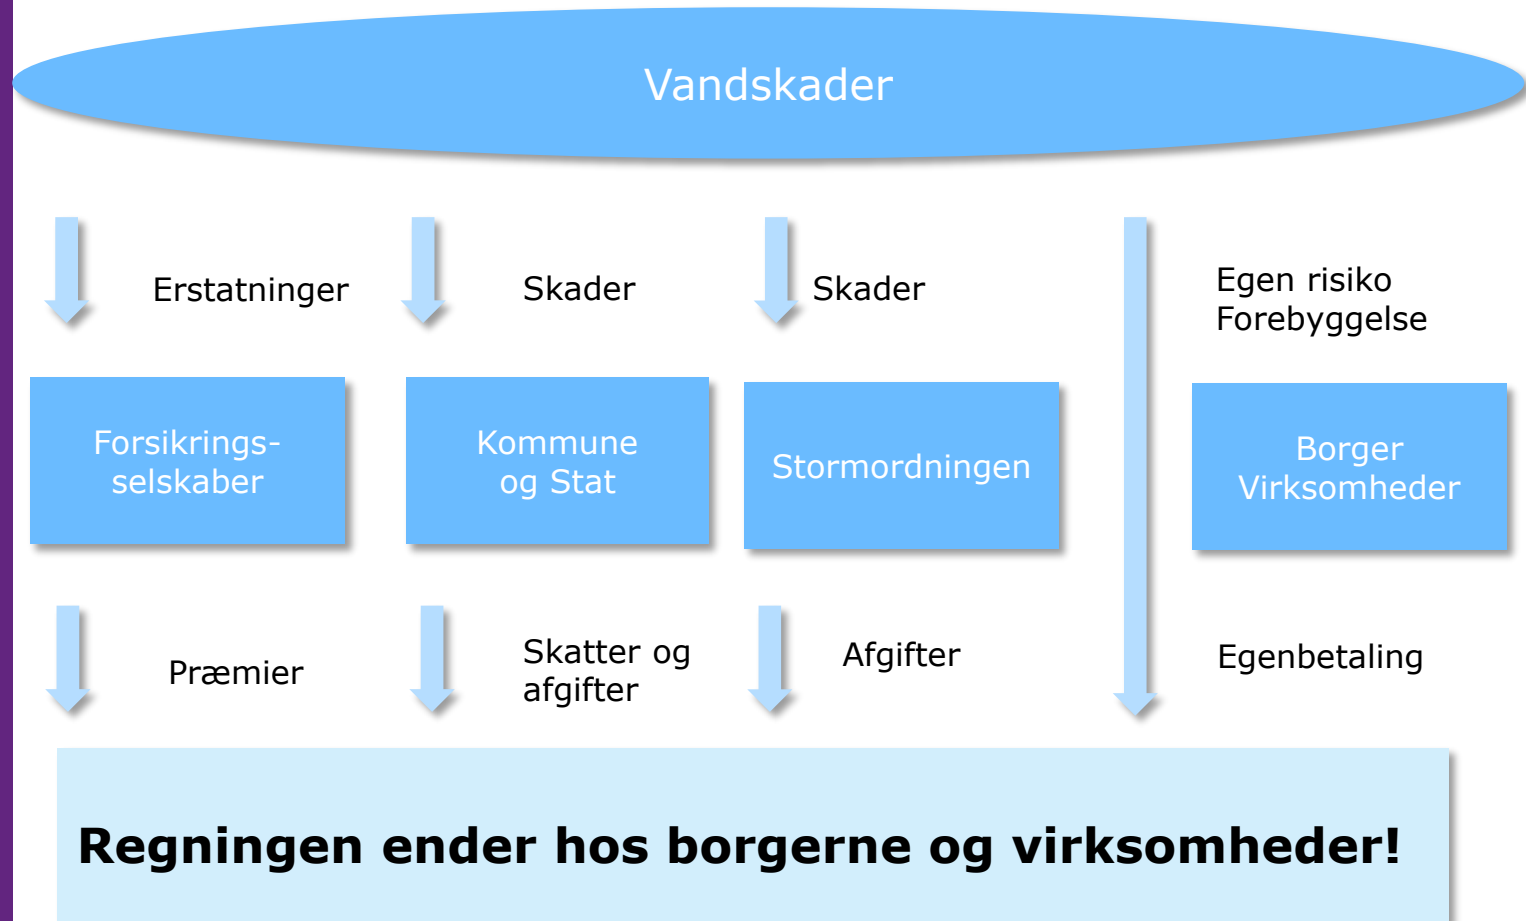 Vandskader
Erstatninger
Skader
Skader
Egen risiko
Forebyggelse
Forsikrings-
selskaber
Kommune
og Stat
Stormordningen
Borger
Virksomheder
Præmier
Skatter og
afgifter
Afgifter
Egenbetaling
Regningen ender hos borgerne og virksomheder!